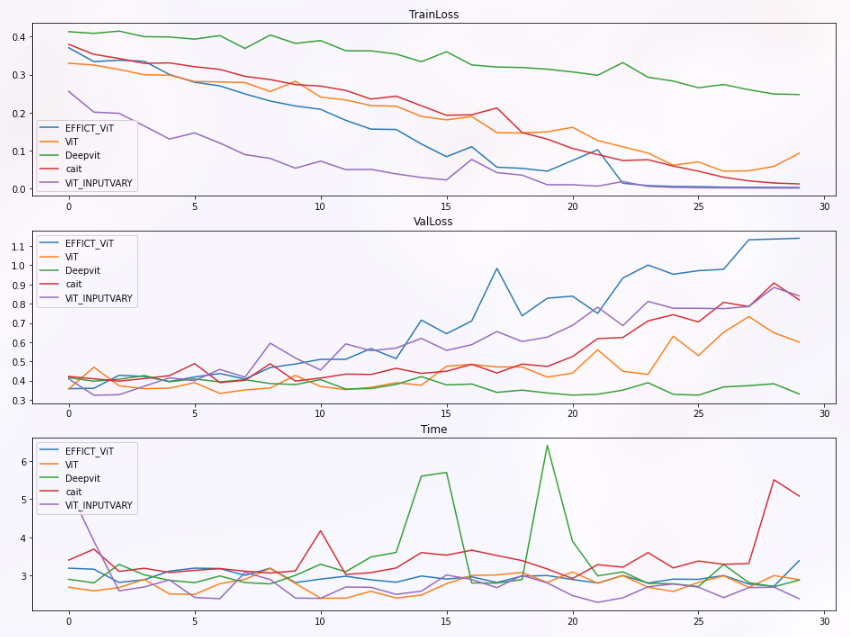 TrainLoss
0.4
0.3
0.2
0.1
0.0
EFFICT_ViT
ViT
Deepvit
cait
ViT_INPUTVARY
0 5 10 15 20 25 30
ValLoss
1.1
1.0
0.9
0.8
0.7
0.6
0.5
0.4
0.3
EFFICT_ViT
ViT
Deepvit
cait
ViT_INPUTVARY
0 5 10 15 20 25 30
Time
6
5
4
3
EFFICT_ViT
ViT
Deepvit
cait
ViT_INPUTVARY
0 5 10 15 20 25 30